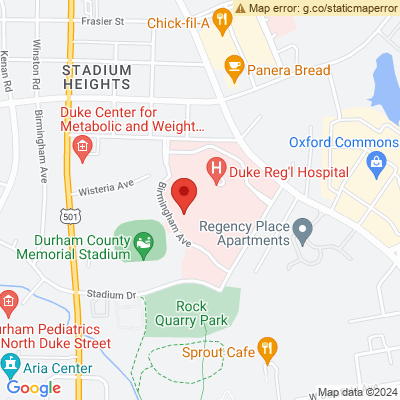 Map error: g.co/staticmaperror
Frasier St
Chick-fil-A
Kenan Rd
Winston Rd
Birmingham Ave
STADIUM
HEIGHTS
Panera Bread
Duke Center for
Metabolic and Weight...
Oxford Commons
Duke Reg'l Hospital
Wisteria Ave
Birmingham Ave
501
Regency Place
Apartments
Durham County
Memorial Stadium
Stadium Dr
Rock
Quarry Park
urham Pediatrics
North Duke Street
Sprout Cafe
Aria Center
Google
W
Ave
Map data ©2024